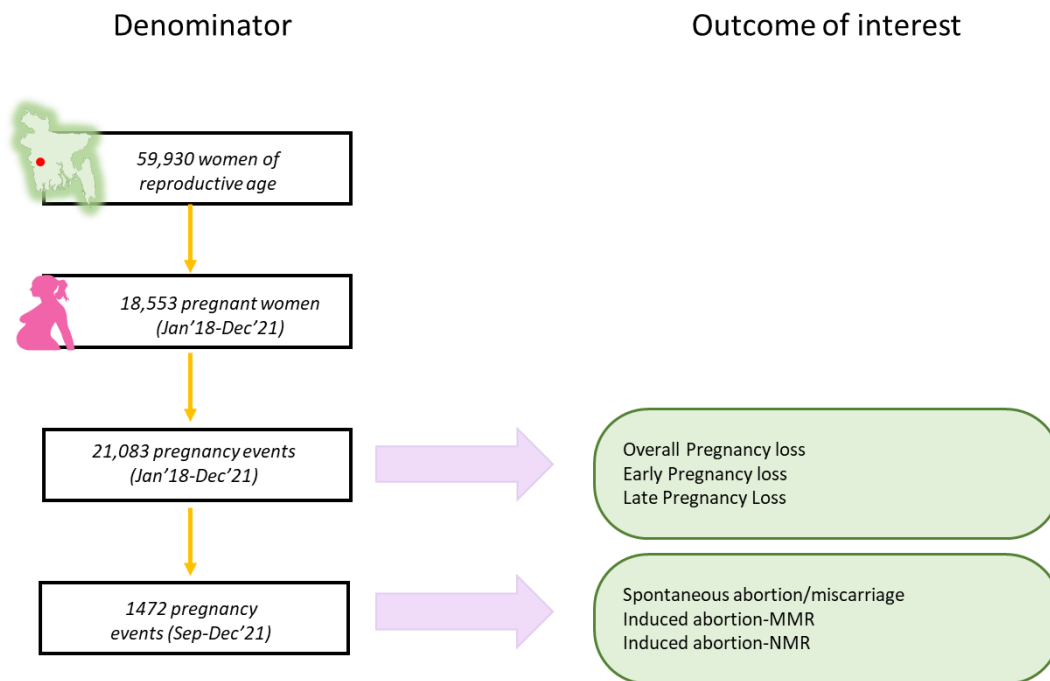 Denominator
Outcome of interest
59,930 women of
reproductive age
18,553 pregnant women
(Jan’18-Dec’21)
21,083 pregnancy events
(Jan’18-Dec’21)
Overall Pregnancy loss
Early Pregnancy loss
Late Pregnancy Loss
1472 pregnancy
events (Sep-Dec’21)
Spontaneous abortion/miscarriage
Induced abortion-MMR
Induced abortion-NMR